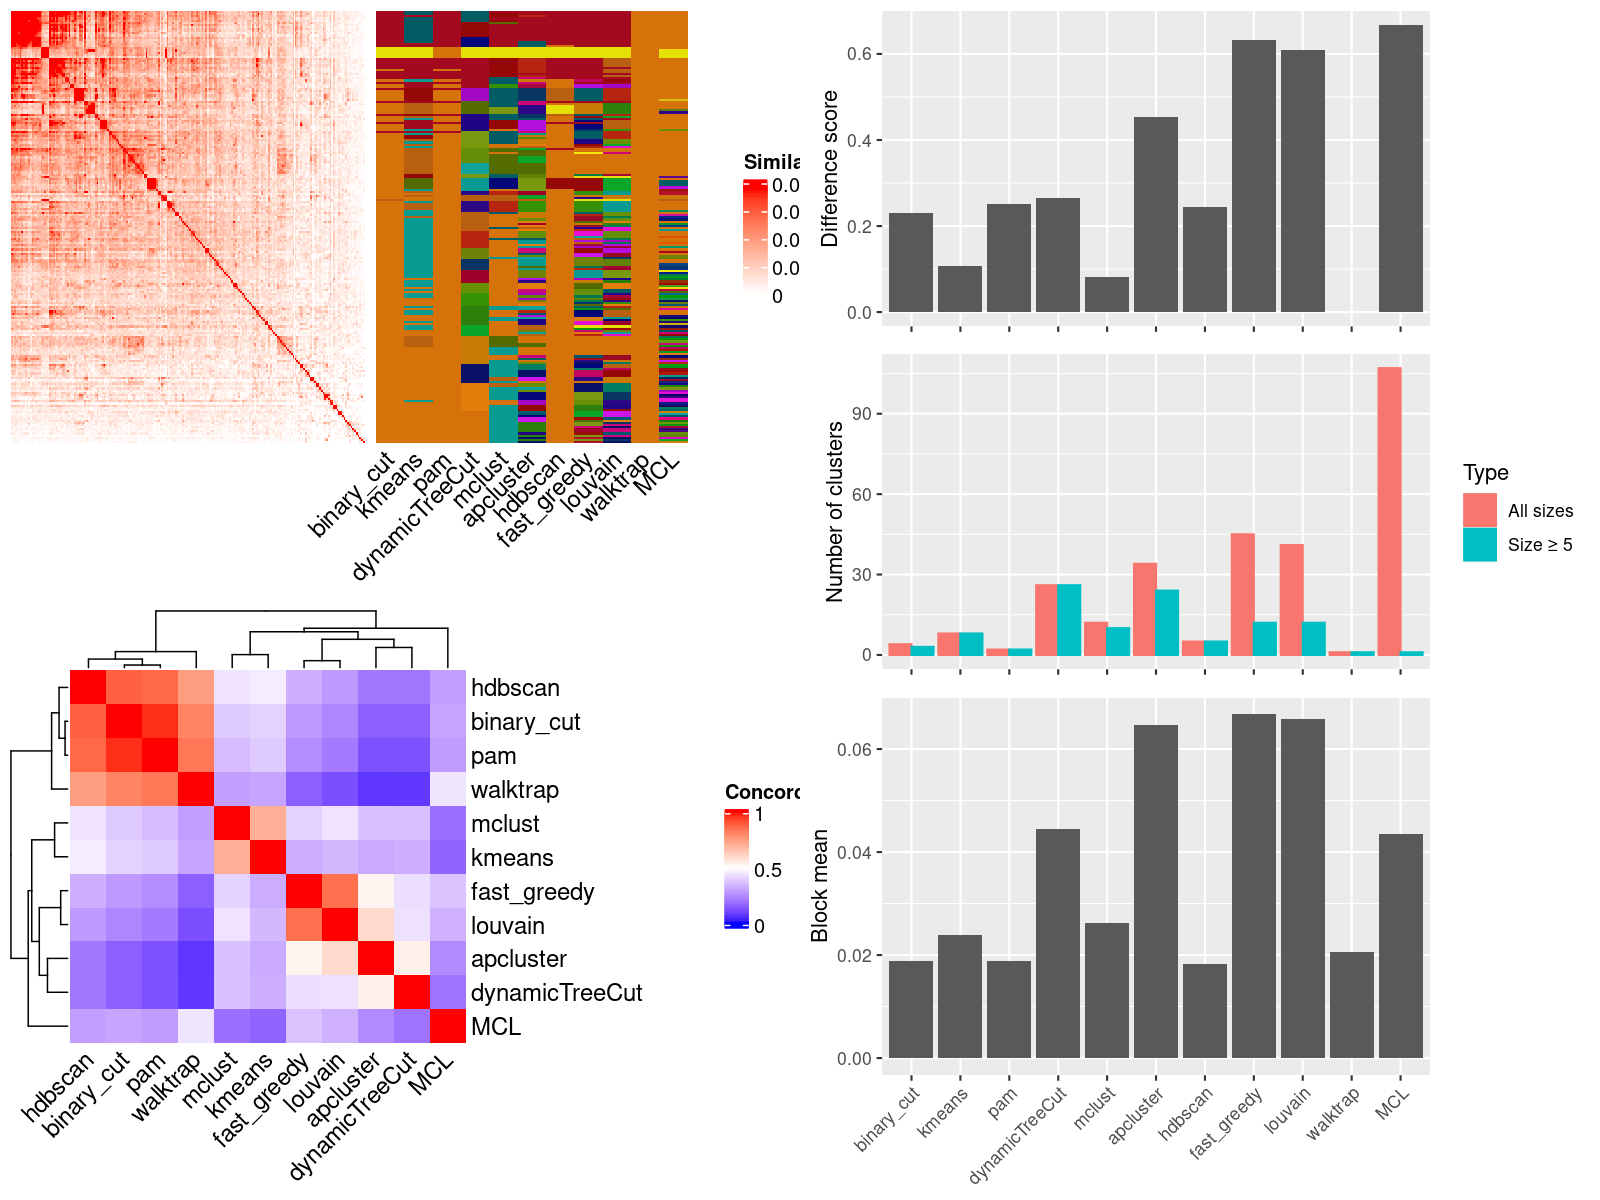 Simila
0.0
0.0
0.0
0.0
0
binary_cut
kmeans
pam
dynamicTreeCut
mclust
apcluster
hdbscan
fast_greedy
louvain
walktrap
MCL
hdbscan
binary_cut
pam
walktrap
mclust
kmeans
fast_greedy
louvain
apcluster
dynamicTreeCut
MCL
hdbscan
binary_cut
pam
walktrap
mclust
kmeans
fast_greedy
louvain
apcluster
dynamicTreeCut
MCL
Concord
1
0.5
0
Difference score
0.6
0.4
0.2
0.0
Number of clusters
90
60
30
0
Type
All sizes
Size ≥ 5
Block mean
0.06
0.04
0.02
0.00
binary_cut
kmeans
pam
dynamicTreeCut
mclust
apcluster
hdbscan
fast_greedy
louvain
walktrap
MCL